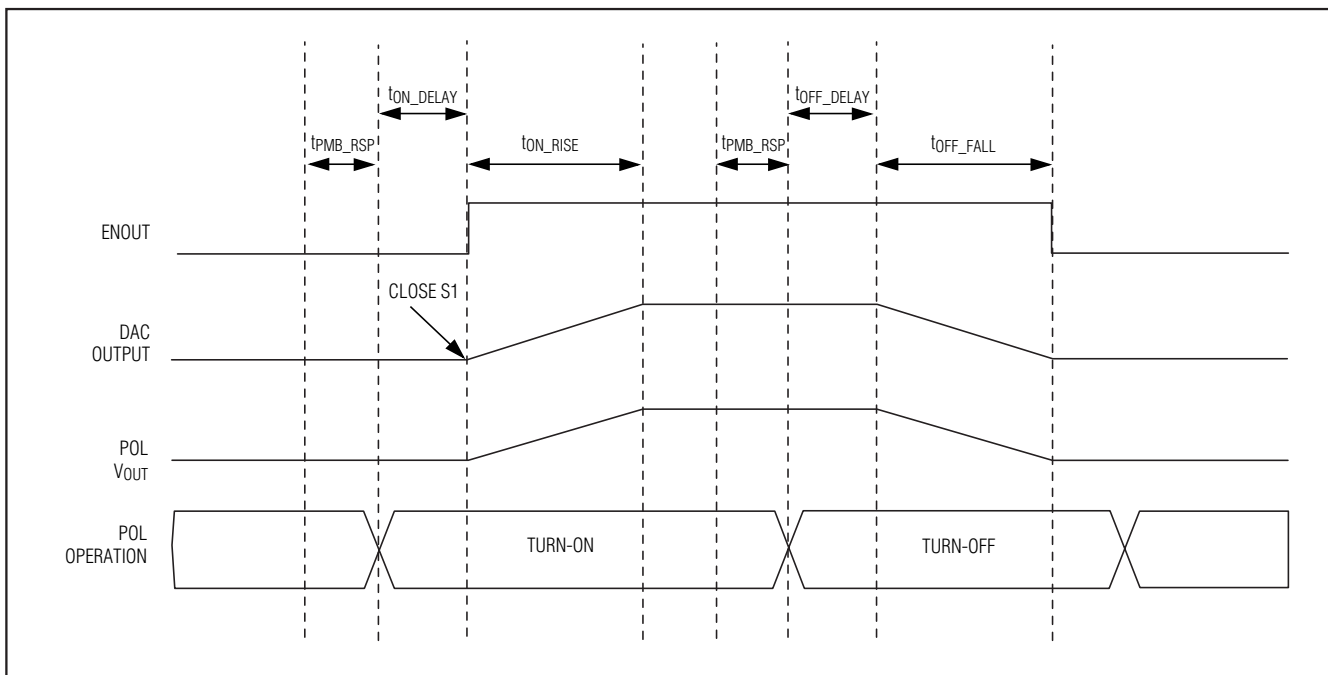 tON_DELAY
tOFF_DELAY
tPMB_RSP
tON_RISE
tPMB_RSP
tOFF_FALL
ENOUT
CLOSE S1
DAC
OUTPUT
POL
VOUT
POL
OPERATION
TURN-ON
TURN-OFF